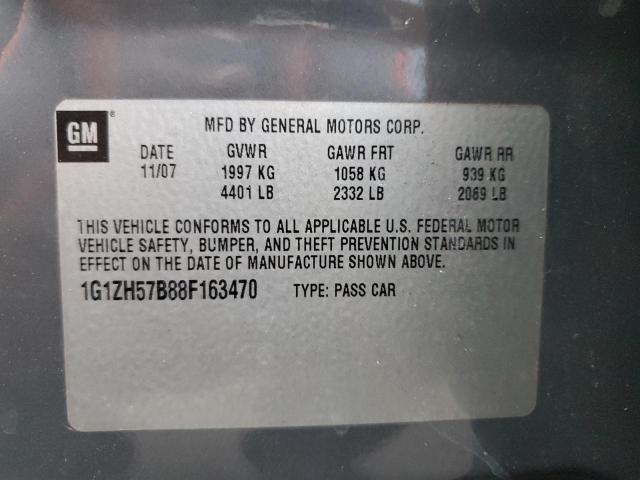 GM ®
MFD BY GENERAL MOTORS CORP.
DATE GVWR GAWR FRT GAWR RR
11/07 1997 KG 1058 KG 939 KG
4401 LB 2332 LB 2069 LB
THIS VEHICLE CONFORMS TO ALL APPLICABLE U.S. FEDERAL MOTOR
VEHICLE SAFETY, BUMPER, AND THEFT PREVENTION STANDARDS IN
EFFECT ON THE DATE OF MANUFACTURE SHOWN ABOVE.
1G1ZH57B88F163470 TYPE: PASS CAR